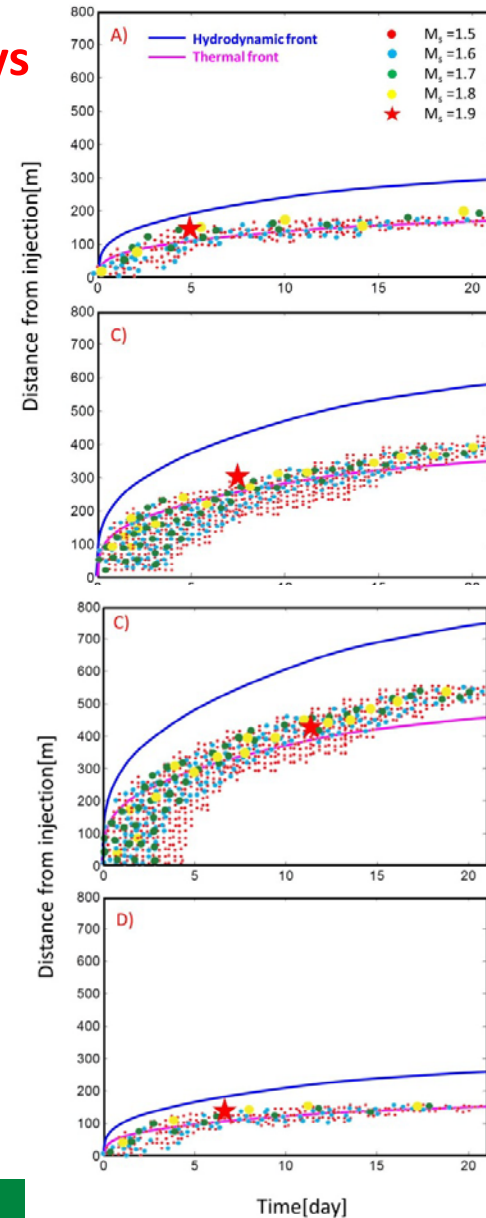 ys
A)
Hydrodynamic front
Thermal front
Mₛ =1.5
Mₛ =1.6
Mₛ =1.7
Mₛ =1.8
Mₛ =1.9
800
700
600
500
400
300
200
100
0
0 5 10 15 20
Distance from injection[m]
C)
800
700
600
500
400
300
200
100
0
0 5 10 15 20
C)
800
700
600
500
400
300
200
100
0
0 5 10 15
Distance from injection[m]
D)
800
700
600
500
400
300
200
100
0
0 5 10 15 20
Time[day]